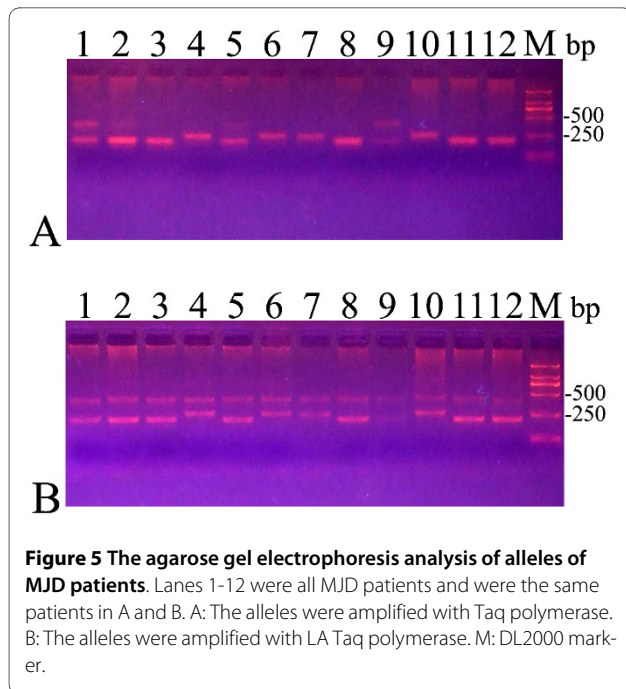 1 2 3 4 5 6 7 8 9 10 11 12 M bp
-500
-250
A
1 2 3 4 5 6 7 8 9 10 11 12 M bp
-500
-250
B
Figure 5 The agarose gel electrophoresis analysis of alleles of
MJD patients. Lanes 1-12 were all MJD patients and were the same
patients in A and B. A: The alleles were amplified with Taq polymerase.
B: The alleles were amplified with LA Taq polymerase. M: DL2000 mark-
er.